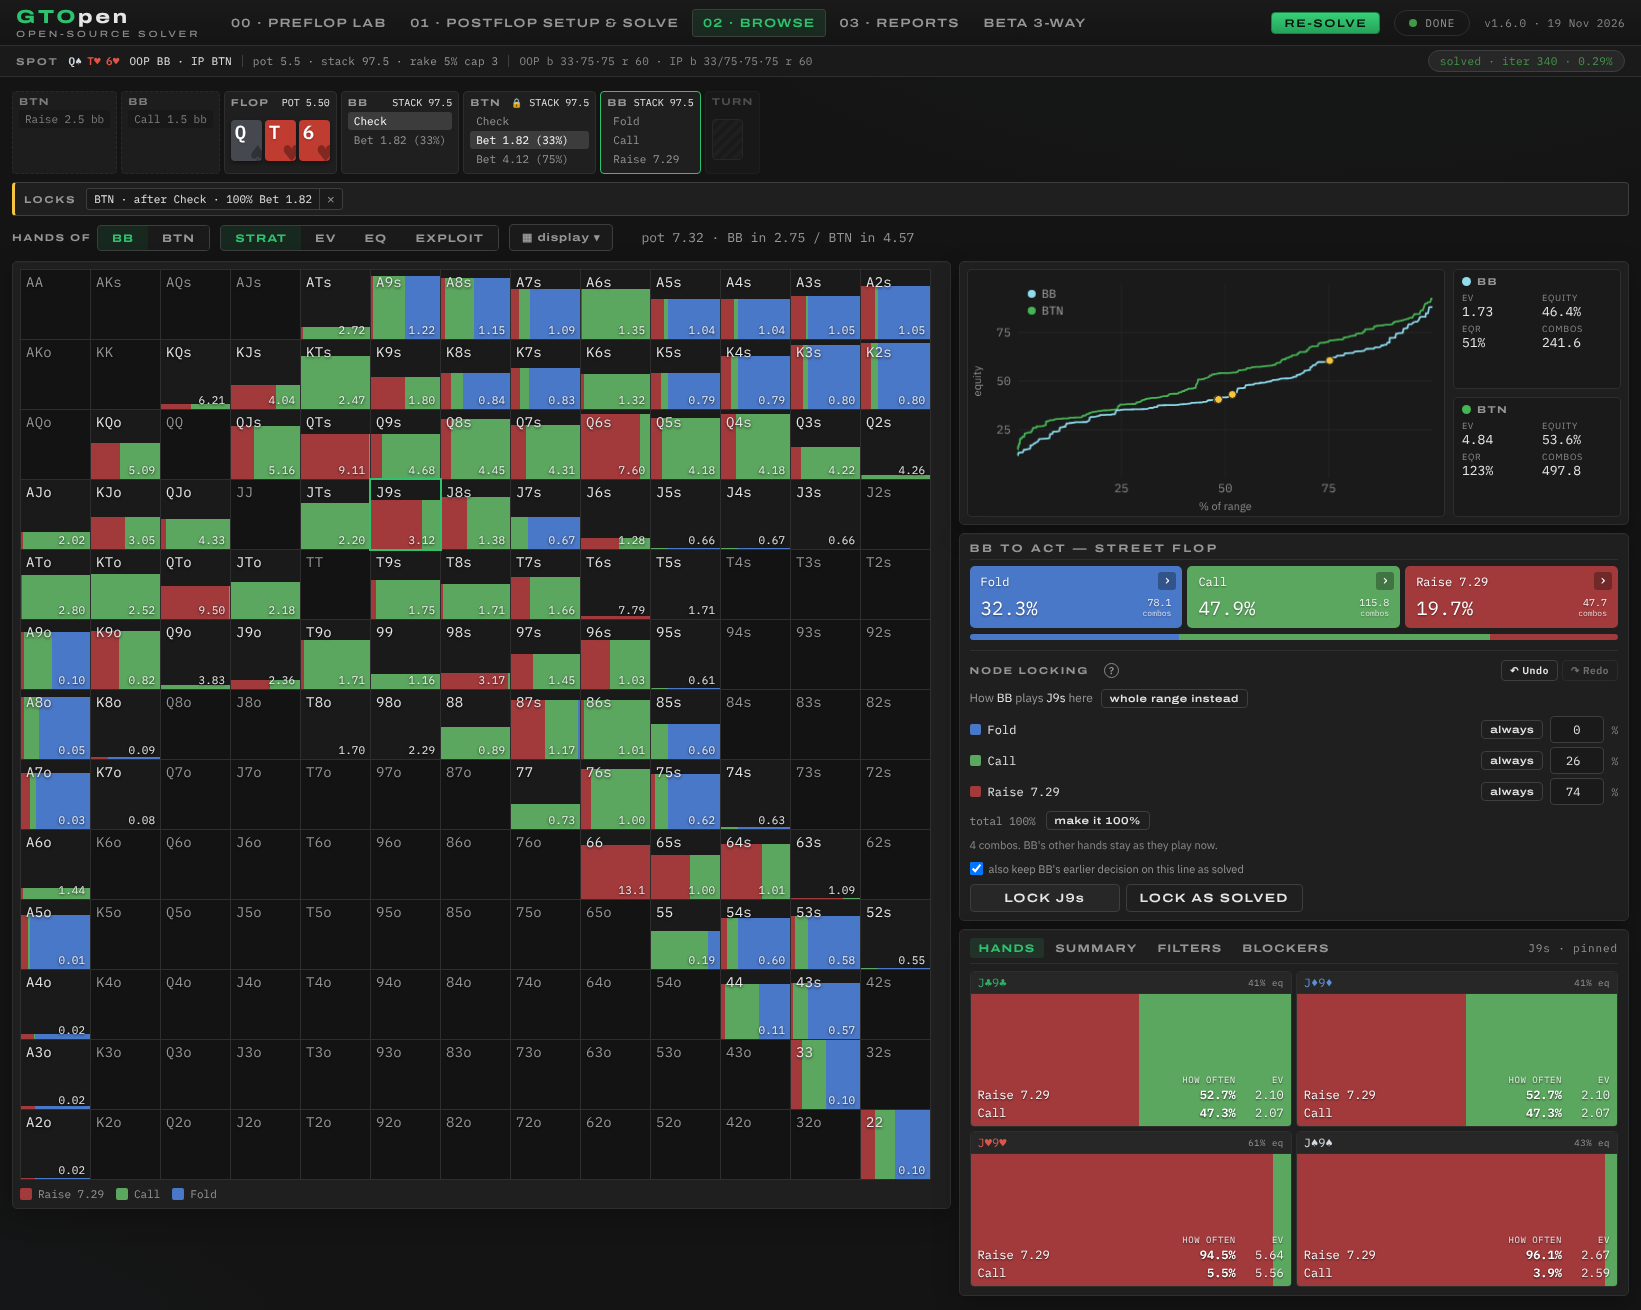 GTOpen
OPEN-SOURCE SOLVER
00 · PREFLOP LAB 01 · POSTFLOP SETUP & SOLVE 02 · BROWSE 03 · REPORTS BETA 3-WAY
RE-SOLVE DONE v1.6.0 · 19 Nov 2026
SPOT Q♠ T♥ 6♥ OOP BB · IP BTN pot 5.5 · stack 97.5 · rake 5% cap 3 OOP b 33·75·75 r 60 · IP b 33/75·75·75 r 60
solved · iter 340 · 0.29%
BTN
Raise 2.5 bb
BB
Call 1.5 bb
FLOP POT 5.50
Q T 6
BB STACK 97.5
Check
Bet 1.82 (33%)
BTN STACK 97.5
Check
Bet 1.82 (33%)
Bet 4.12 (75%)
BB STACK 97.5
Fold
Call
Raise 7.29
TURN
LOCKS BTN · after Check · 100% Bet 1.82 ×
HANDS OF BB BTN STRAT EV EQ EXPLOIT ▦ display ▾ pot 7.32 · BB in 2.75 / BTN in 4.57
AA AKs AQs AJs ATs A9s A8s A7s A6s A5s A4s A3s A2s
2.72 1.22 1.15 1.09 1.35 1.04 1.04 1.05 1.05
AKo KK KQs KJs KTs K9s K8s K7s K6s K5s K4s K3s K2s
6.21 4.04 2.47 1.80 0.84 0.83 1.32 0.79 0.79 0.80 0.80
AQo KQo QQ QJs QTs Q9s Q8s Q7s Q6s Q5s Q4s Q3s Q2s
5.09 5.16 9.11 4.68 4.45 4.31 7.60 4.18 4.18 4.22 4.26
AJo KJo QJo JJ JTs J9s J8s J7s J6s J5s J4s J3s J2s
2.02 3.05 4.33 2.20 3.12 1.38 0.67 1.28 0.66 0.67 0.66
ATo KTo QTo JTo TT T9s T8s T7s T6s T5s T4s T3s T2s
2.80 2.52 9.50 2.18 1.75 1.71 1.66 7.79 1.71
A9o K9o Q9o J9o T9o 99 98s 97s 96s 95s 94s 93s 92s
0.10 0.82 3.83 2.36 1.71 1.16 3.17 1.45 1.03 0.61
A8o K8o Q8o J8o T8o 98o 88 87s 86s 85s 84s 83s 82s
0.05 0.09 1.70 2.29 0.89 1.17 1.01 0.60
A7o K7o Q7o J7o T7o 97o 87o 77 76s 75s 74s 73s 72s
0.03 0.08 0.73 1.00 0.62 0.63
A6o K6o Q6o J6o T6o 96o 86o 76o 66 65s 64s 63s 62s
1.44 13.1 1.00 1.01 1.09
A5o K5o Q5o J5o T5o 95o 85o 75o 65o 55 54s 53s 52s
0.01 0.19 0.60 0.58 0.55
A4o K4o Q4o J4o T4o 94o 84o 74o 64o 54o 44 43s 42s
0.02 0.11 0.57
A3o K3o Q3o J3o T3o 93o 83o 73o 63o 53o 43o 33 32s
0.02 0.10
A2o K2o Q2o J2o T2o 92o 82o 72o 62o 52o 42o 32o 22
0.02 0.10
Raise 7.29 Call Fold
BB
BTN
75
50
25
equity
25 50 75
% of range
BB
EV EQUITY
1.73 46.4%
EQR COMBOS
51% 241.6
BTN
EV EQUITY
4.84 53.6%
EQR COMBOS
123% 497.8
BB TO ACT — STREET FLOP
Fold ›
32.3% 78.1 combos
Call ›
47.9% 115.8 combos
Raise 7.29 ›
19.7% 47.7 combos
NODE LOCKING ? ↶ Undo ↷ Redo
How BB plays J9s here whole range instead
Fold always 0 %
Call always 26 %
Raise 7.29 always 74 %
total 100% make it 100%
4 combos. BB's other hands stay as they play now.
also keep BB's earlier decision on this line as solved
LOCK J9s LOCK AS SOLVED
HANDS SUMMARY FILTERS BLOCKERS J9s · pinned
J♣9♣ 41% eq
HOW OFTEN EV
Raise 7.29 52.7% 2.10
Call 47.3% 2.07
J♦9♦ 41% eq
HOW OFTEN EV
Raise 7.29 52.7% 2.10
Call 47.3% 2.07
J♥9♥ 61% eq
HOW OFTEN EV
Raise 7.29 94.5% 5.64
Call 5.5% 5.56
J♠9♠ 43% eq
HOW OFTEN EV
Raise 7.29 96.1% 2.67
Call 3.9% 2.59